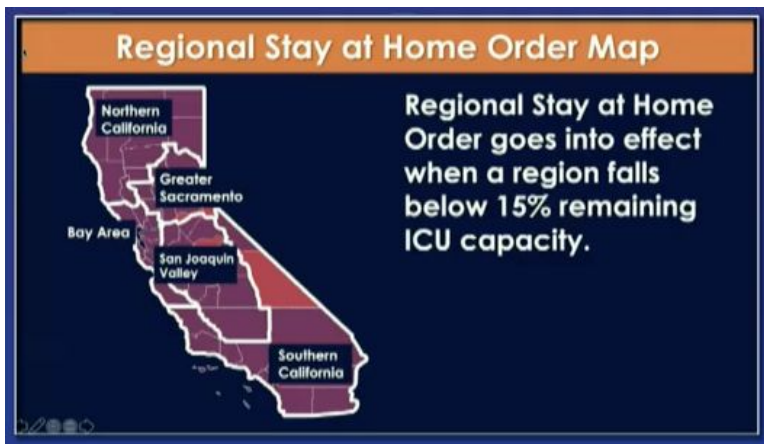 Regional Stay at Home Order Map
Northern
California
Greater
Sacramento
Bay Area
San Joaquin
Valley
Southern
California
Regional Stay at Home
Order goes into effect
when a region falls
below 15% remaining
ICU capacity.